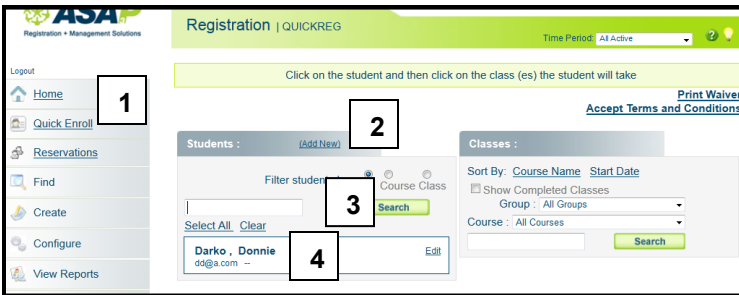 ASAP
Registration + Management Solutions
Registration | QUICKREG
Time Period: All Active
Logout
Click on the student and then click on the class (es) the student will take
Home
1
Print Waiver
Accept Terms and Conditions
Quick Enroll
2
Reservations
Students :
(Add New)
Classes :
Find
Filter student
Course Class
Sort By: Course Name Start Date
Show Completed Classes
Create
3
Search
Group : All Groups
Select All Clear
Course : All Courses
Configure
Darko , Donnie
Edit
dd@a.com --
4
Search
View Reports